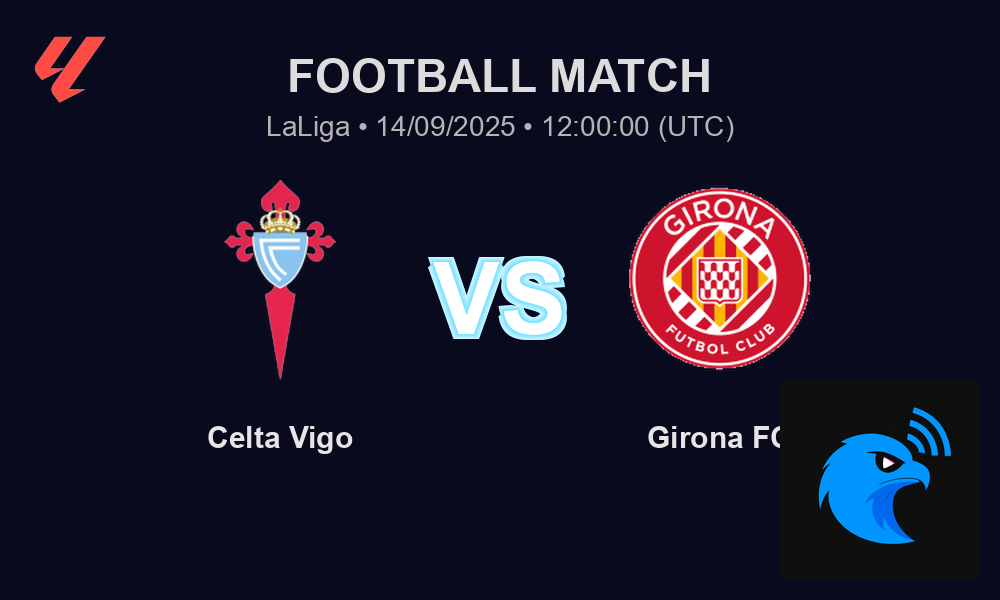 FOOTBALL MATCH
LaLiga • 14/09/2025 • 12:00:00 (UTC)
GIRONA
FUTBOL CLUB
VS
Celta Vigo
Girona FC